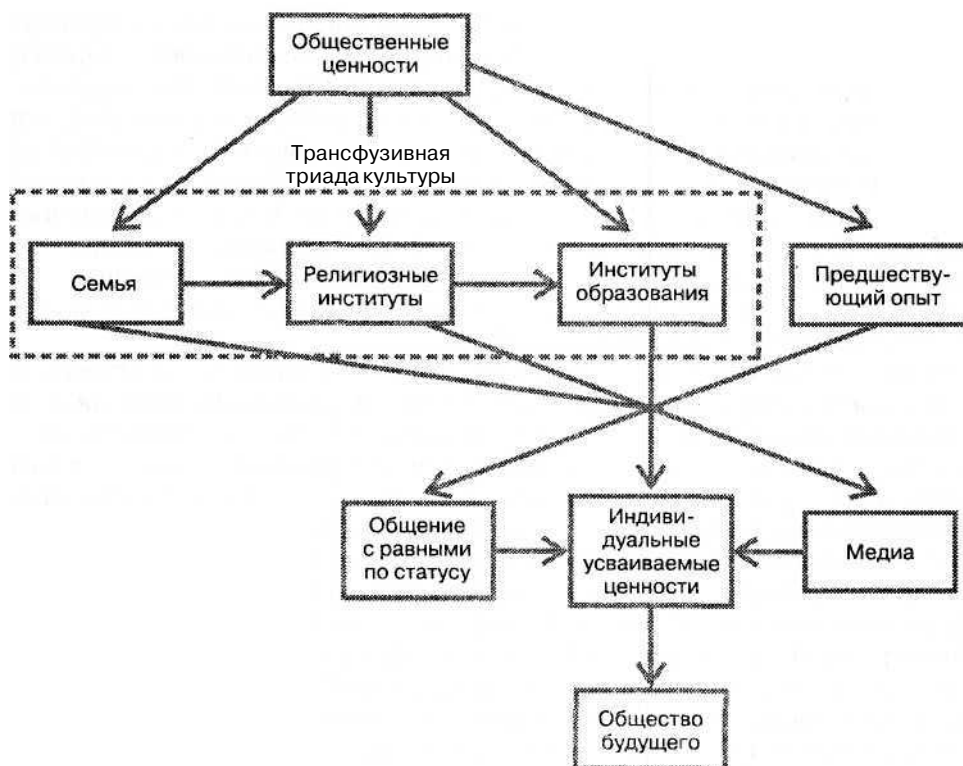 Общественные
ценности
Трансфузивная
триада культуры
Семья
Религиозные
институты
Институты
образования
Предшеству-
ющий опыт
Общение
с равными
по статусу
Индиви-
дуальные
усваиваемые
ценности
Медиа
Общество
будущего